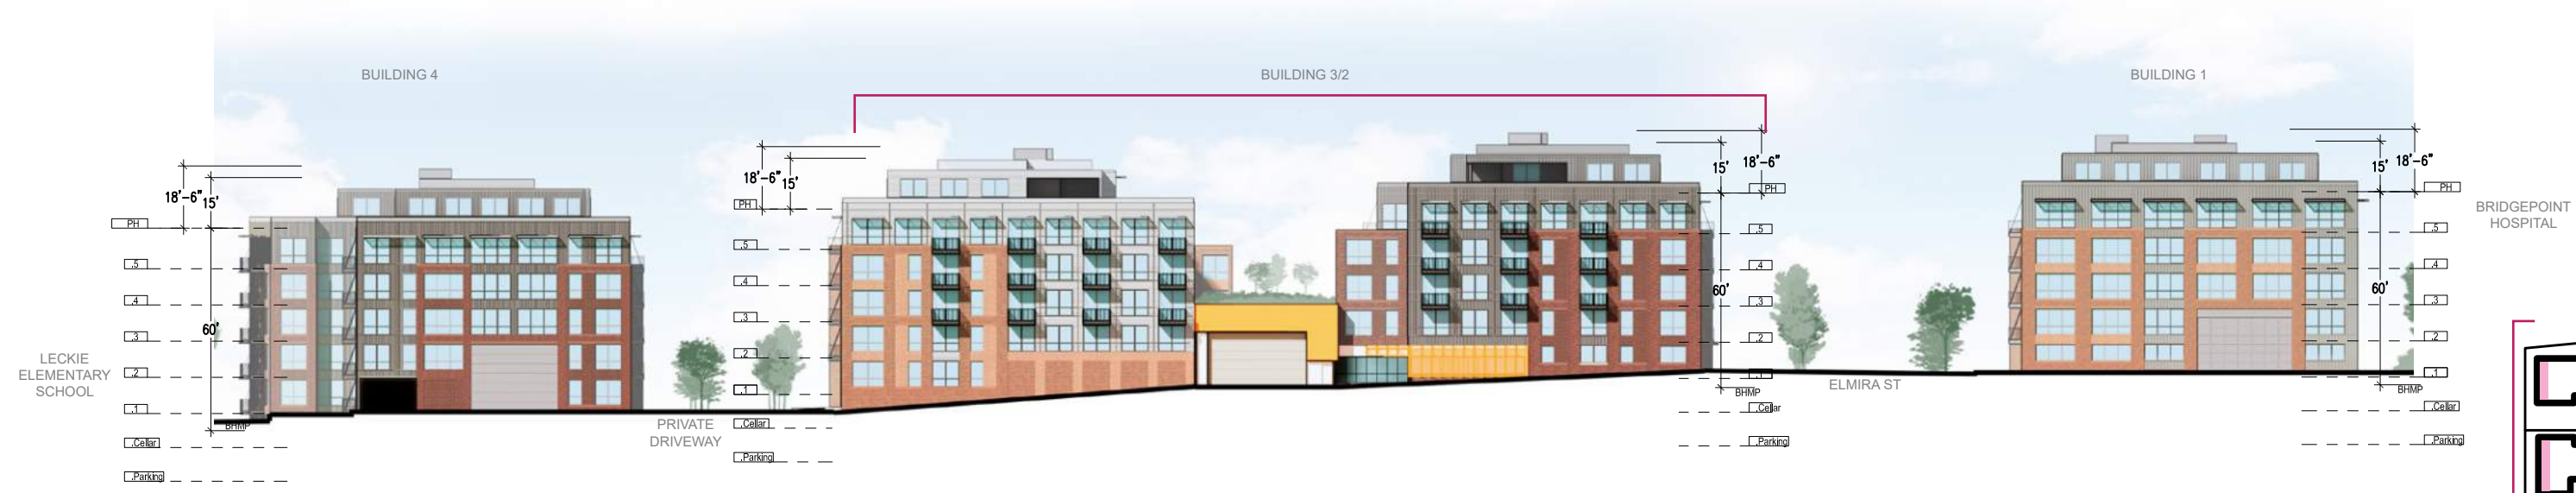 BUILDING 4
BUILDING 3/2
BUILDING 1
18'-6"
15'
PH
.5
.4
.3
60'
.2
.1
BHMP
.Cellar
.Parking
LECKIE
ELEMENTARY
SCHOOL
PRIVATE
DRIVEWAY
18'-6"
15'
PH
.5
.4
.3
.2
.1
.Cellar
.Parking
15'
18'-6"
PH
.5
.4
60'
.3
.2
BHMP
.Cellar
.Parking
ELMIRA ST
15'
18'-6"
PH
.5
.4
60'
.3
.2
.1
BHMP
.Cellar
.Parking
BRIDGEPOINT
HOSPITAL